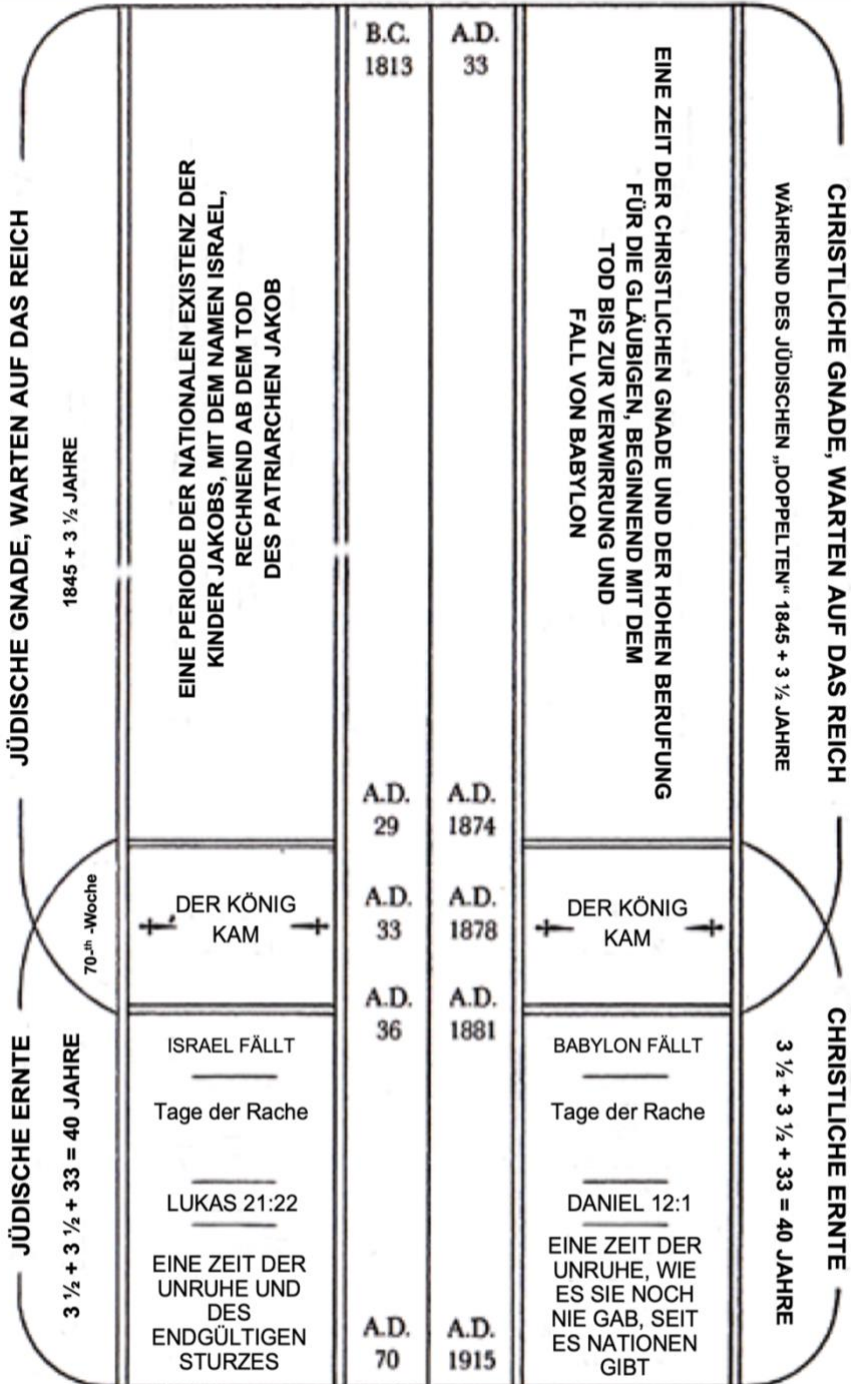 JÜDISCHE GNADE, WARTEN AUF DAS REICH
1845 + 3 ½ JAHRE
EINE PERIODE DER NATIONALEN EXISTENZ DER
KINDER JAKOBS, MIT DEM NAMEN ISRAEL,
RECHNEND AB DEM TOD
DES PATRIARCHEN JAKOB
B.C.
1813
A.D.
33
EINE ZEIT DER CHRISTLICHEN GNADE UND DER HOHEN BERUFUNG
FÜR DIE GLÄUBIGEN, BEGINNEND MIT DEM
TOD BIS ZUR VERWIRRUNG UND
FALL VON BABYLON
WÄHREND DES JÜDISCHEN „DOPPELTEN“ 1845 + 3 ½ JAHRE
CHRISTLICHE GNADE, WARTEN AUF DAS REICH
A.D.
29
A.D.
1874
70-th -Woche
DER KÖNIG
KAM
A.D.
33
A.D.
1878
DER KÖNIG
KAM
A.D.
36
A.D.
1881
JÜDISCHE ERNTE
3 ½ + 3 ½ + 33 = 40 JAHRE
ISRAEL FÄLLT
Tage der Rache
LUKAS 21:22
EINE ZEIT DER
UNRUHE UND
DES
ENDGÜLTIGEN
STURZES
A.D.
70
A.D.
1915
BABYLON FÄLLT
Tage der Rache
DANIEL 12:1
EINE ZEIT DER
UNRUHE, WIE
ES SIE NOCH
NIE GAB, SEIT
ES NATIONEN
GIBT
3 ½ + 3 ½ + 33 = 40 JAHRE
CHRISTLICHE ERNTE